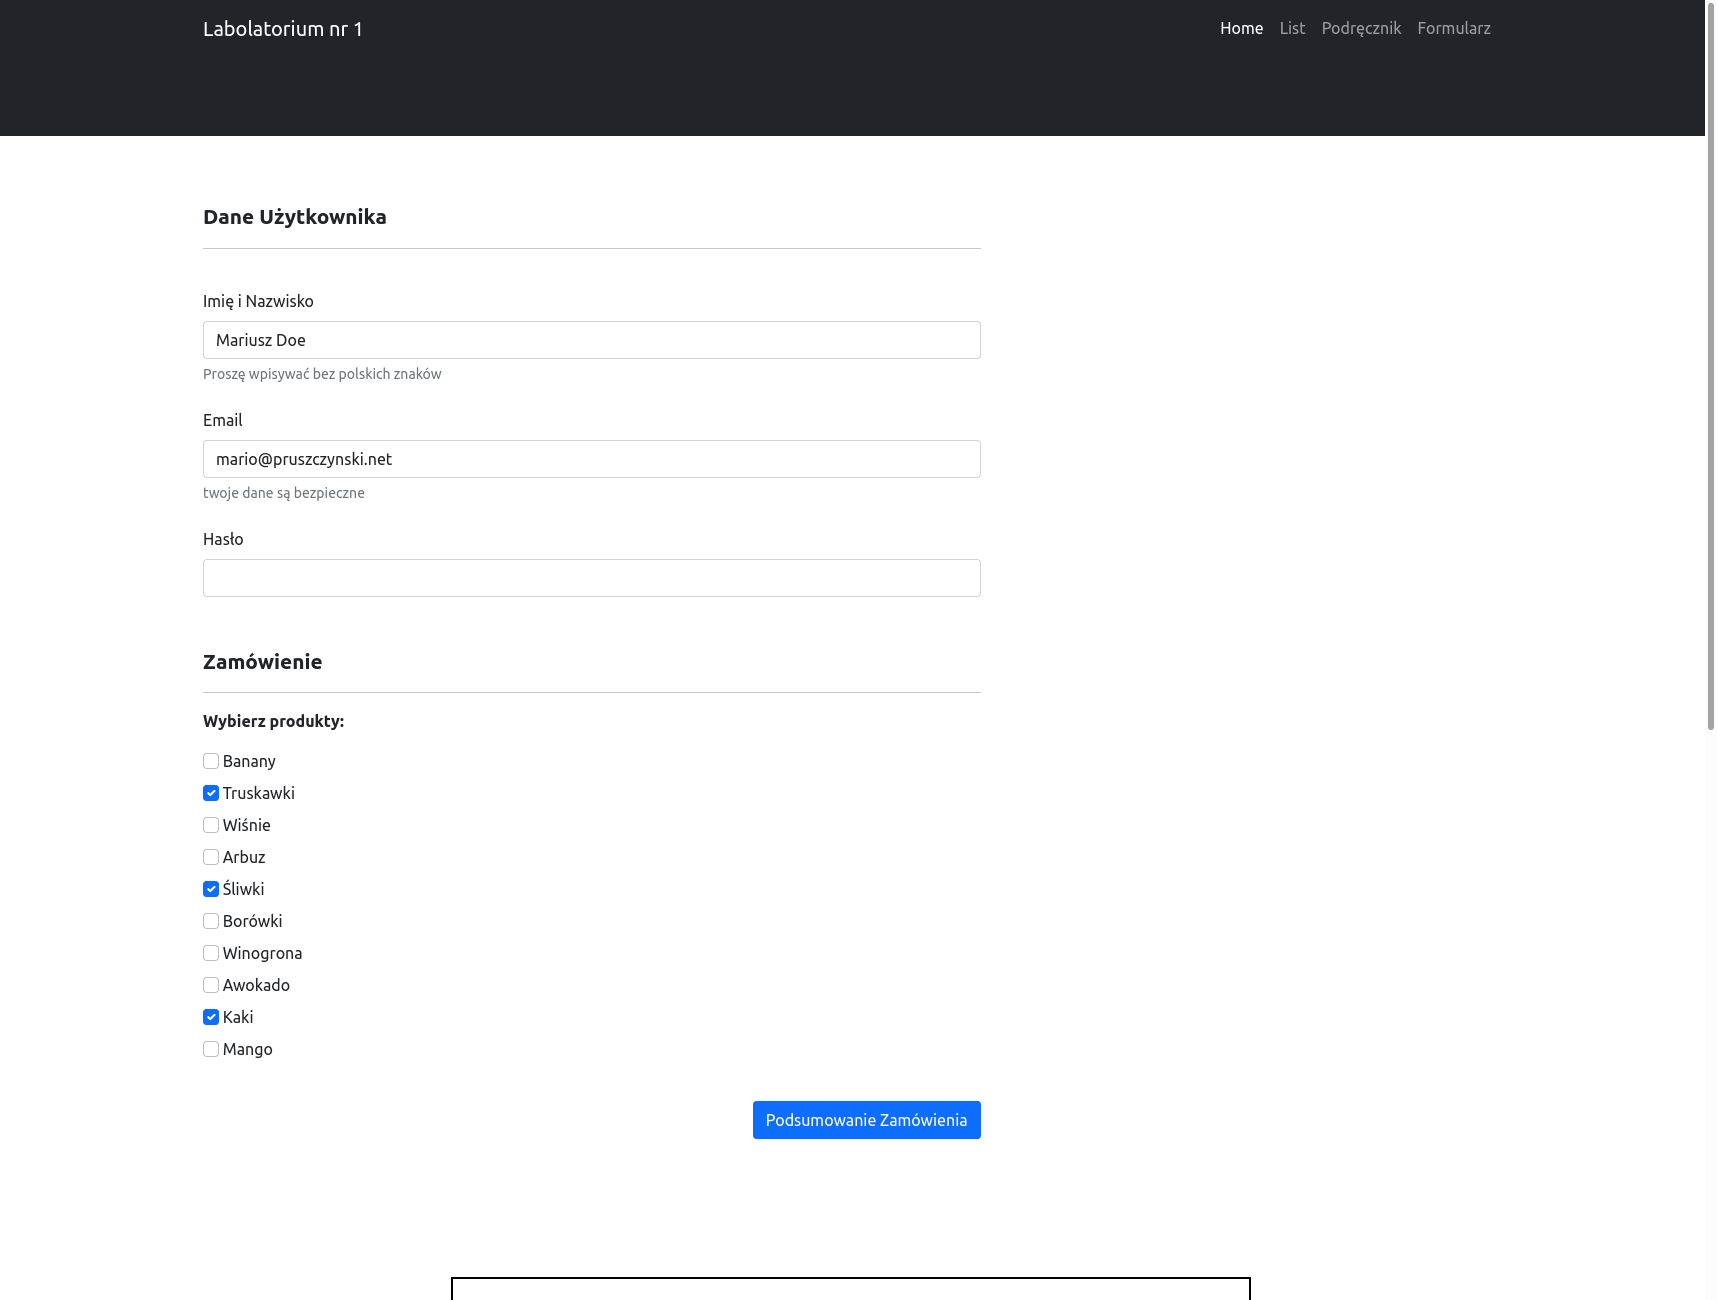 Labolatorium nr 1
Home List Podręcznik Formularz
Dane Użytkownika
Imię i Nazwisko
Mariusz Doe
Proszę wpisywać bez polskich znaków
Email
mario@pruszczynski.net
twoje dane są bezpieczne
Hasło
Zamówienie
Wybierz produkty:
Banany
Truskawki
Wiśnie
Arbuz
Śliwki
Borówki
Winogrona
Awokado
Kaki
Mango
Podsumowanie Zamówienia